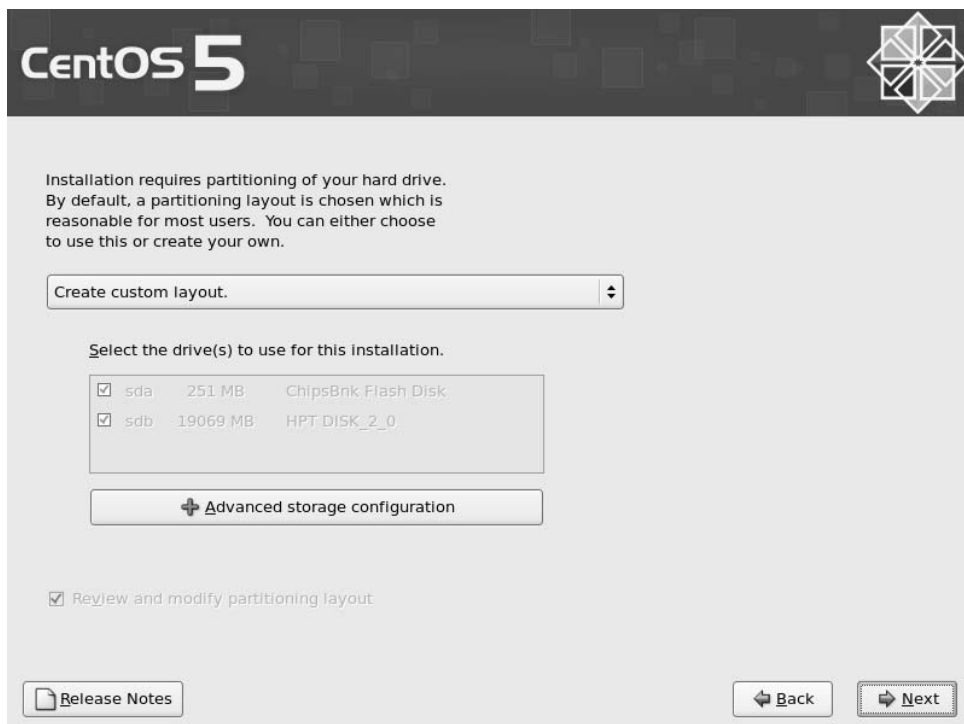 CentOS 5
Installation requires partitioning of your hard drive.
By default, a partitioning layout is chosen which is
reasonable for most users.  You can either choose
to use this or create your own.
Create custom layout.
Select the drive(s) to use for this installation.
sda 251 MB ChipsBnk Flash Disk
sdb 19069 MB HPT DISK_2_0
Advanced storage configuration
Review and modify partitioning layout
Release Notes
Back
Next